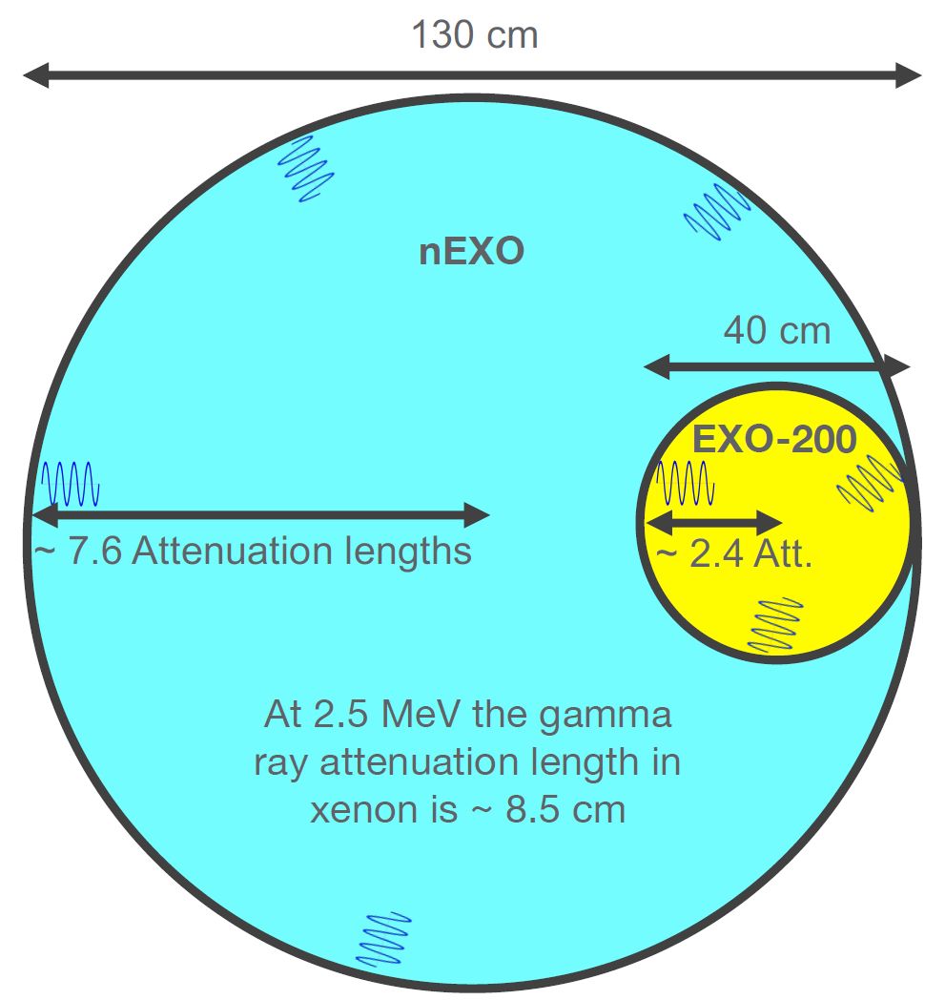 130 cm
nEXO
40 cm
EXO-200
~ 7.6 Attenuation lengths
~ 2.4 Att.
At 2.5 MeV the gamma
ray attenuation length in
xenon is ~ 8.5 cm